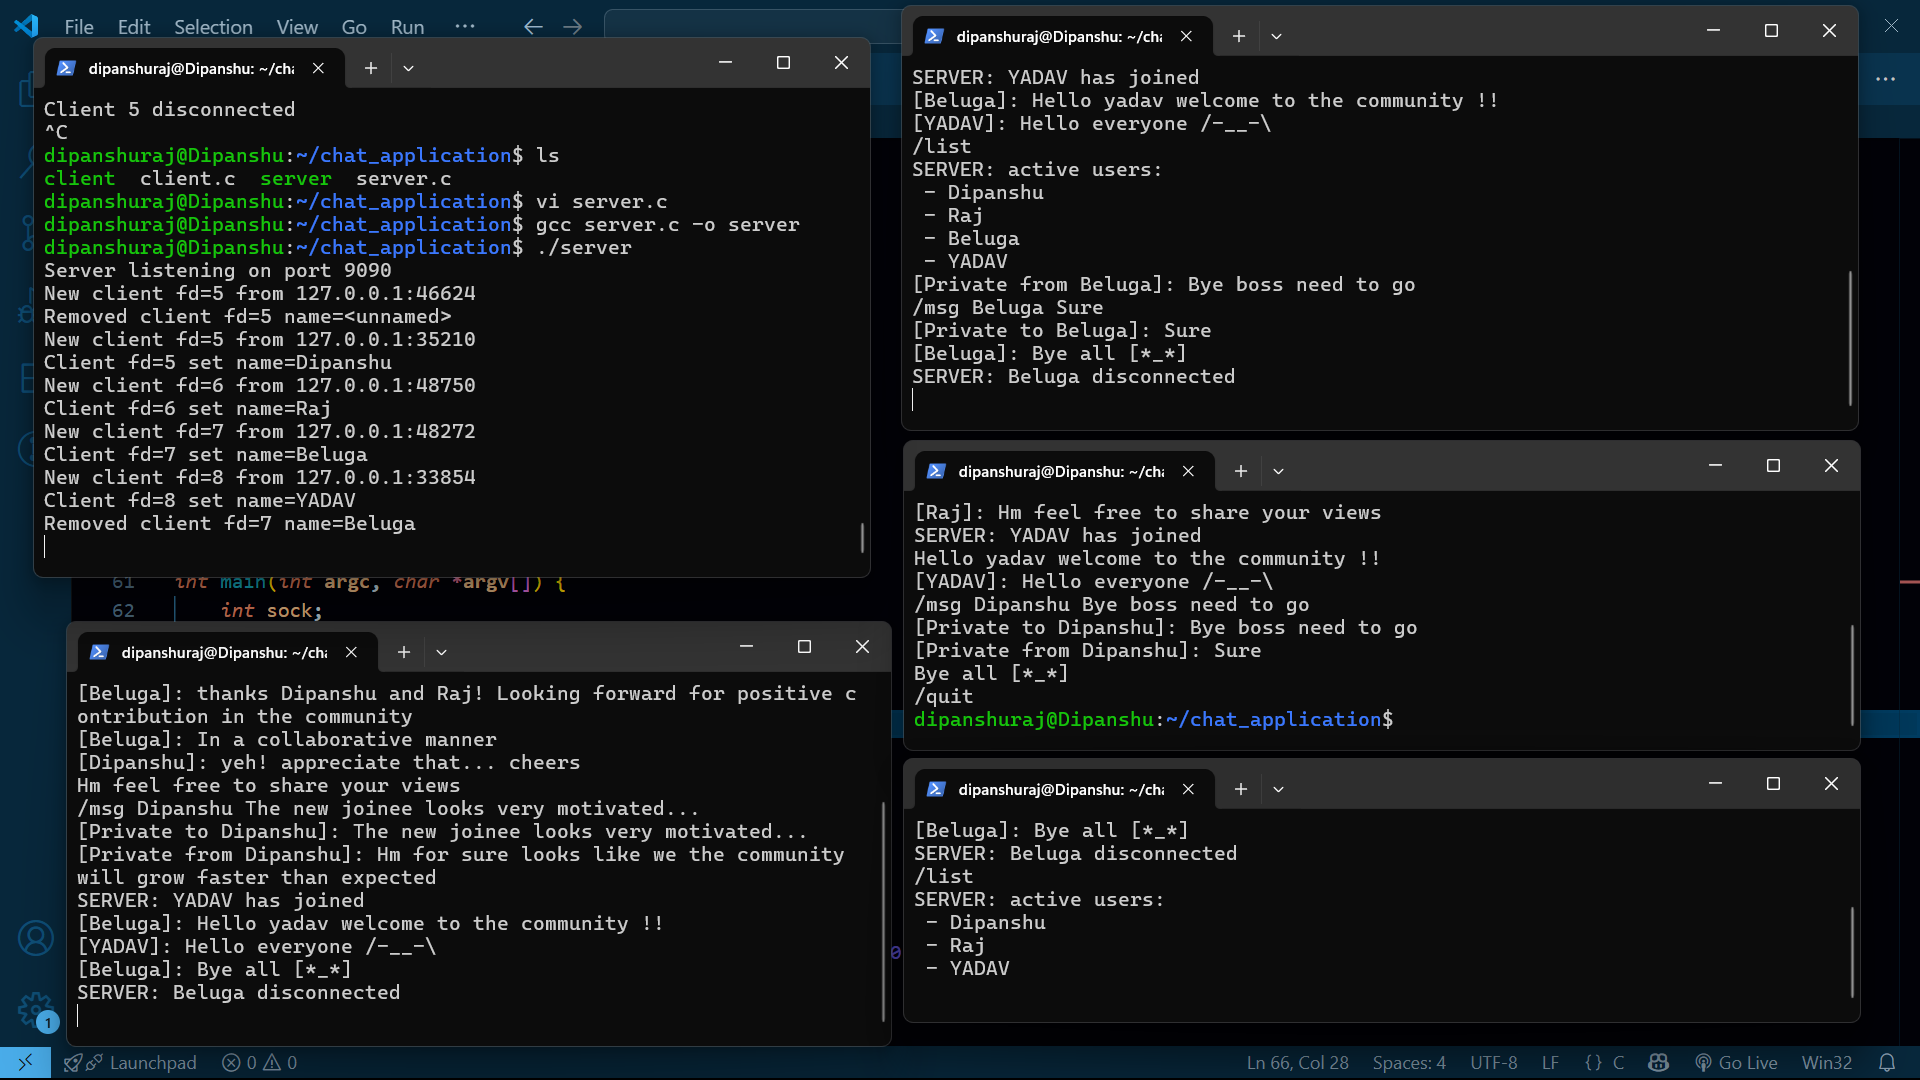 File Edit Selection View Go Run ...
dipanshuraj@Dipanshu: ~/cha
Client 5 disconnected
^C
dipanshuraj@Dipanshu:~/chat_application$ ls
client client.c server server.c
dipanshuraj@Dipanshu:~/chat_application$ vi server.c
dipanshuraj@Dipanshu:~/chat_application$ gcc server.c -o server
dipanshuraj@Dipanshu:~/chat_application$ ./server
Server listening on port 9090
New client fd=5 from 127.0.0.1:46624
Removed client fd=5 name=<unnamed>
New client fd=5 from 127.0.0.1:35210
Client fd=5 set name=Dipanshu
New client fd=6 from 127.0.0.1:48750
Client fd=6 set name=Raj
New client fd=7 from 127.0.0.1:48272
Client fd=7 set name=Beluga
New client fd=8 from 127.0.0.1:33854
Client fd=8 set name=YADAV
Removed client fd=7 name=Beluga
61 int main(int argc, char *argv[]) {
62 int sock;
dipanshuraj@Dipanshu: ~/cha
[Beluga]: thanks Dipanshu and Raj! Looking forward for positive c
ontribution in the community
[Beluga]: In a collaborative manner
[Dipanshu]: yeh! appreciate that... cheers
Hm feel free to share your views
/msg Dipanshu The new joinee looks very motivated...
[Private to Dipanshu]: The new joinee looks very motivated...
[Private from Dipanshu]: Hm for sure looks like we the community
will grow faster than expected
SERVER: YADAV has joined
[Beluga]: Hello yadav welcome to the community !!
[YADAV]: Hello everyone /-__-\
[Beluga]: Bye all [*_*]
SERVER: Beluga disconnected
dipanshuraj@Dipanshu: ~/cha
SERVER: YADAV has joined
[Beluga]: Hello yadav welcome to the community !!
[YADAV]: Hello everyone /-__-\
/list
SERVER: active users:
- Dipanshu
- Raj
- Beluga
- YADAV
[Private from Beluga]: Bye boss need to go
/msg Beluga Sure
[Private to Beluga]: Sure
[Beluga]: Bye all [*_*]
SERVER: Beluga disconnected
dipanshuraj@Dipanshu: ~/cha
[Raj]: Hm feel free to share your views
SERVER: YADAV has joined
Hello yadav welcome to the community !!
[YADAV]: Hello everyone /-__-\
/msg Dipanshu Bye boss need to go
[Private to Dipanshu]: Bye boss need to go
[Private from Dipanshu]: Sure
Bye all [*_*]
/quit
dipanshuraj@Dipanshu:~/chat_application$
dipanshuraj@Dipanshu: ~/cha
[Beluga]: Bye all [*_*]
SERVER: Beluga disconnected
/list
SERVER: active users:
- Dipanshu
- Raj
- YADAV
1
Launchpad 0 0 Ln 66, Col 28 Spaces: 4 UTF-8 LF {} C Go Live Win32